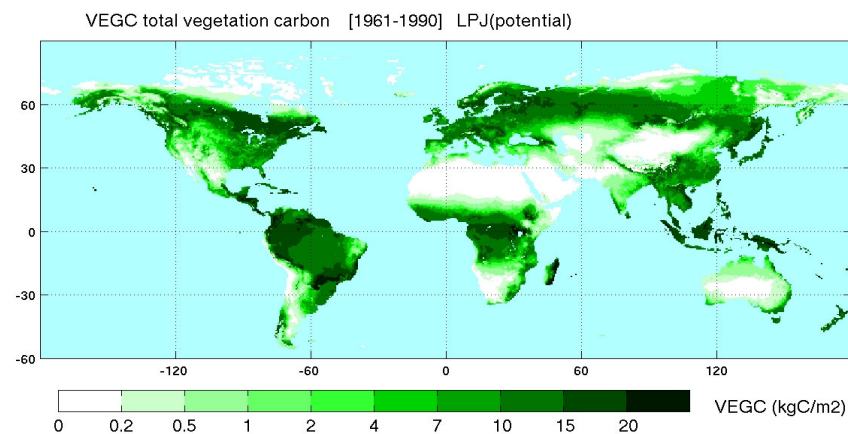 VEGC total vegetation carbon [1961-1990] LPJ(potential)
60
30
0
-30
-60
-120 -60 0 60 120
0 0.2 0.5 1 2 4 7 10 15 20
VEGC (kgC/m2)